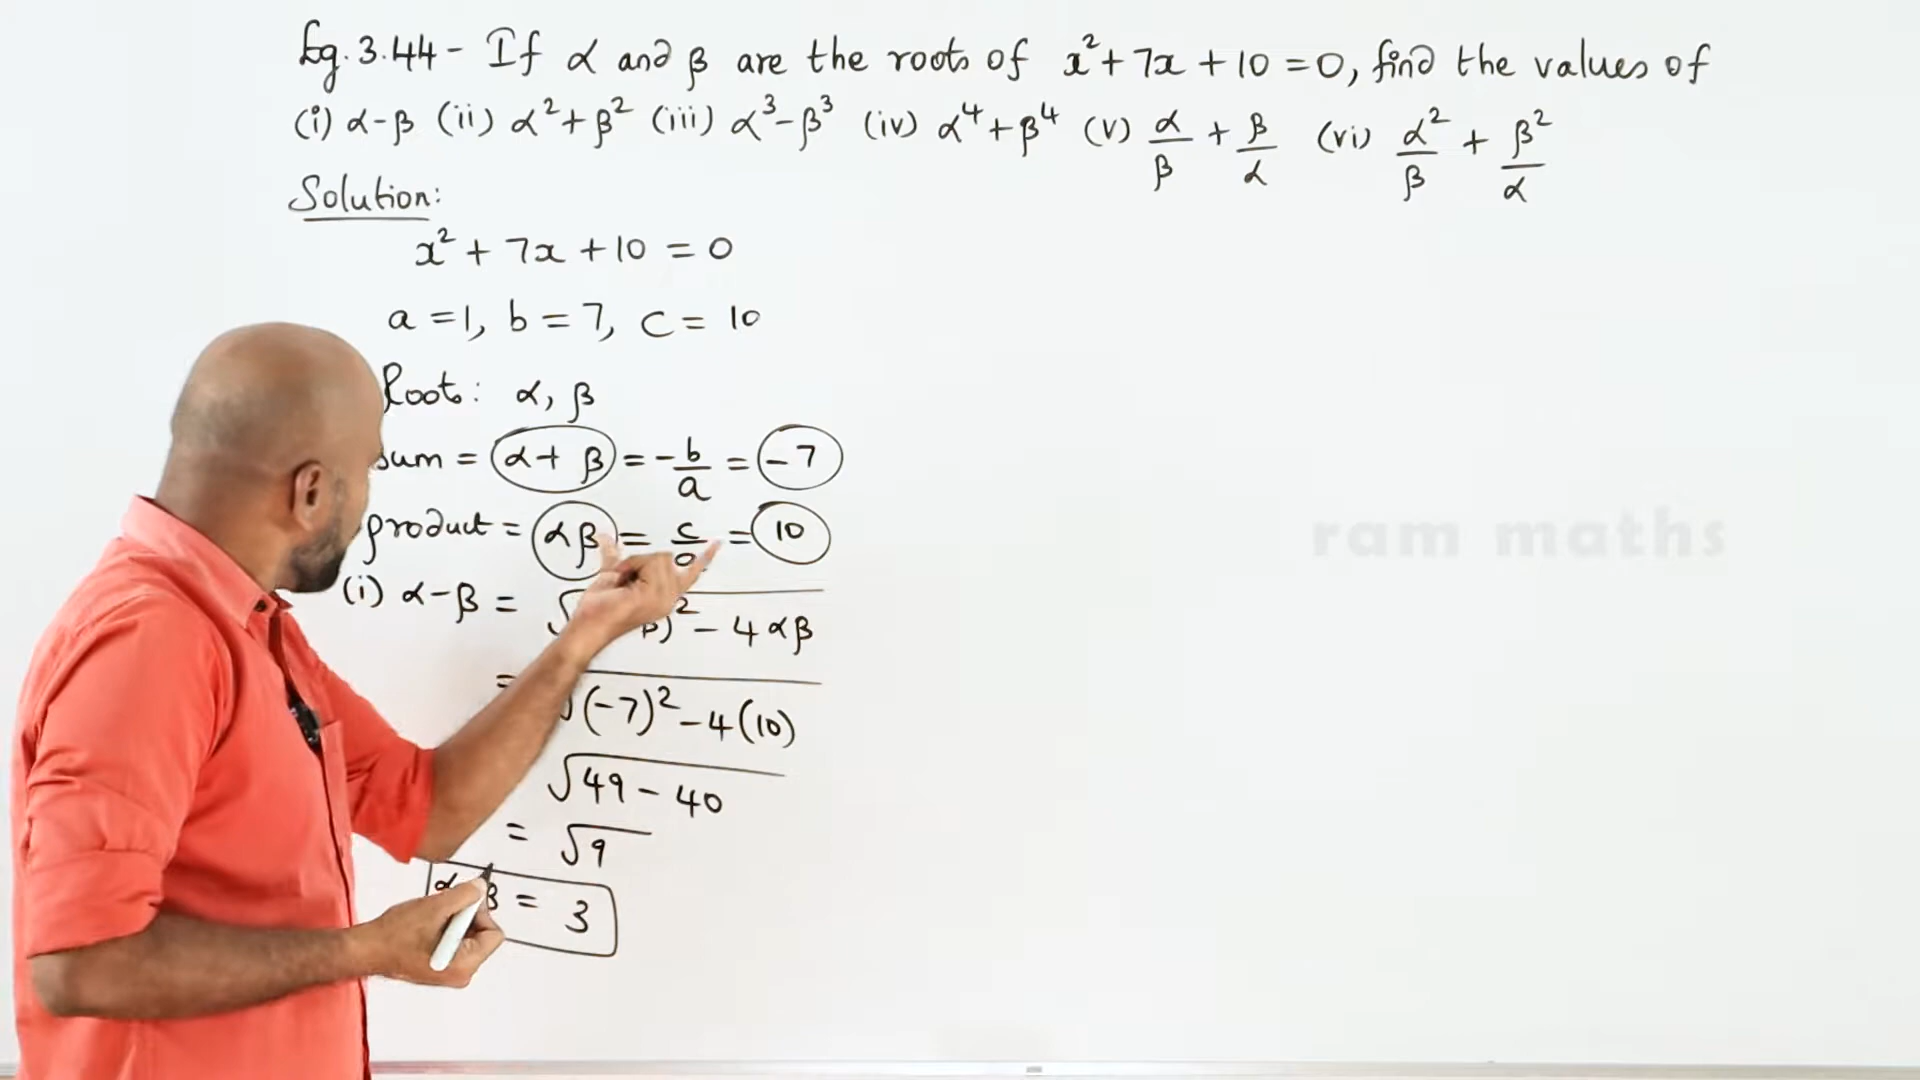 Eg. 3.44 - If α and β are the roots of x² + 7x + 10 = 0, find the values of
(i) α-β (ii) α² + β² (iii) α³ - β³ (iv) α⁴ + β⁴ (v) α/β + β/α (vi) α²/β + β²/α
Solution:
x² + 7x + 10 = 0
a = 1, b = 7, c = 10
Roots: α, β
sum = α + β = -b/a = -7
product = αβ = c/a = 10
(i) α-β = √ β)² - 4αβ
= √(-7)² - 4(10)
√49 - 40
= √9
α β = 3
ram maths